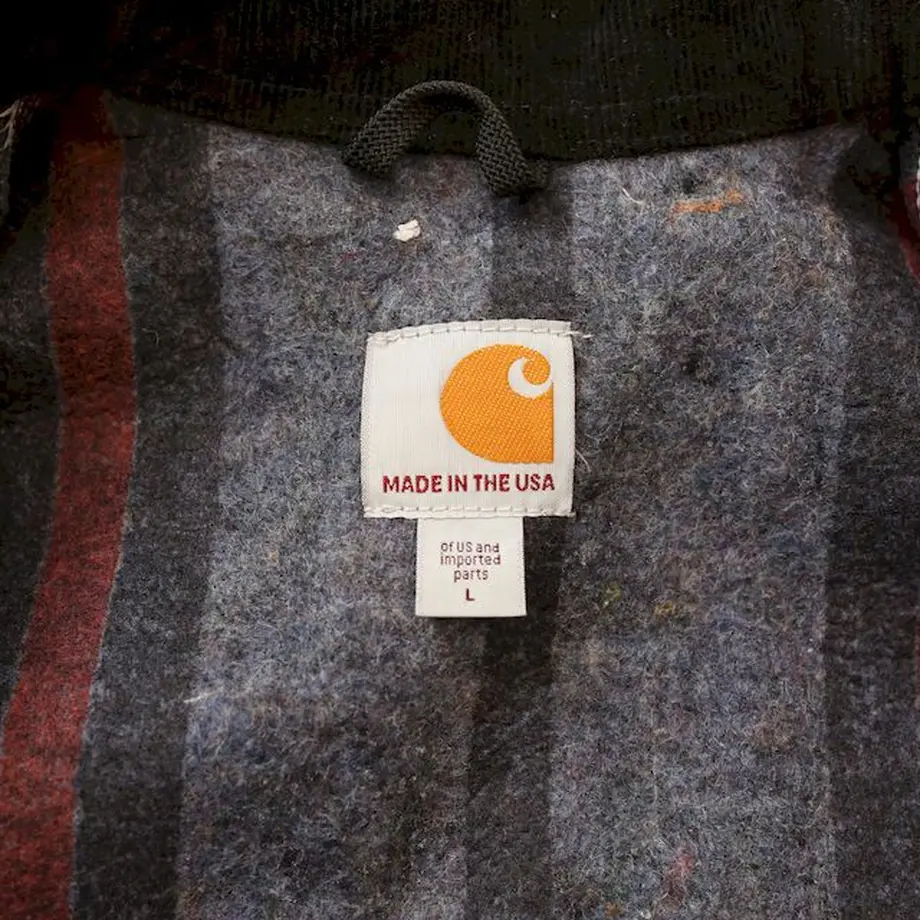 MADE IN THE USA
of US and
imported
parts
L